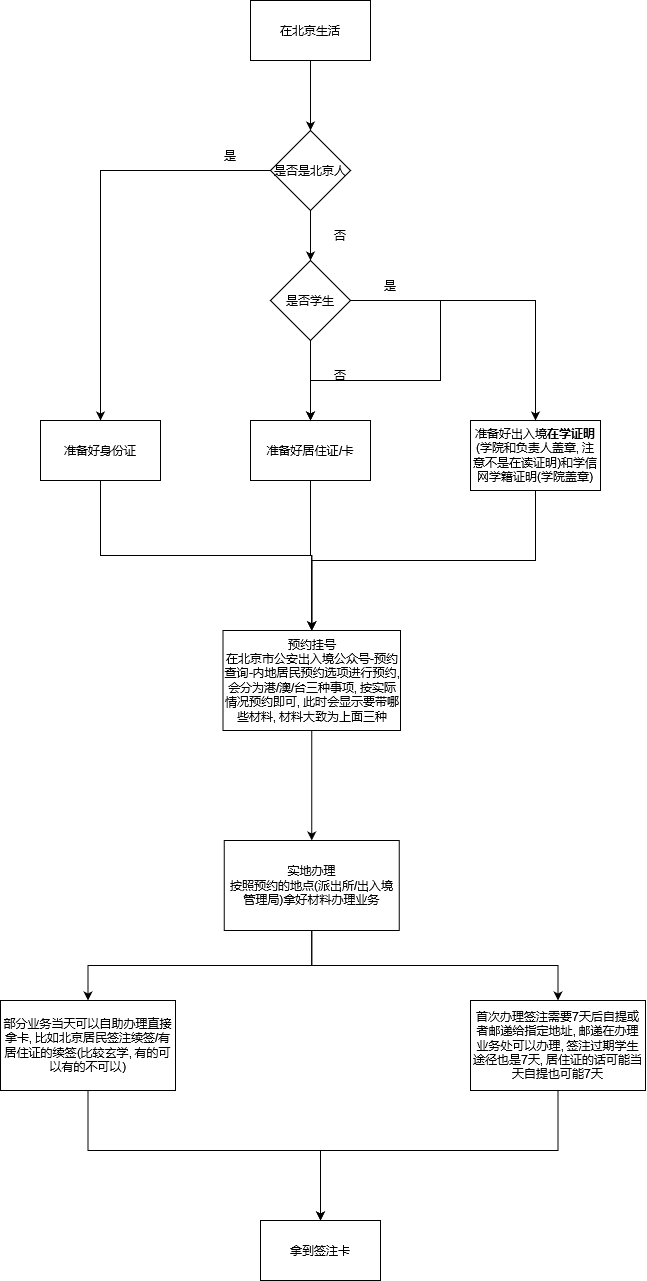 在北京生活
是
是否是北京人
否
是否学生
是
否
准备好身份证
准备好居住证/卡
准备好出入境在学证明
(学院和负责人盖章, 注
意不是在读证明)和学信
网学籍证明(学院盖章)
预约挂号
在北京市公安出入境公众号-预约
查询-内地居民预约选项进行预约,
会分为港/澳/台三种事项, 按实际
情况预约即可, 此时会显示要带哪
些材料, 材料大致为上面三种
实地办理
按照预约的地点(派出所/出入境
管理局)拿好材料办理业务
部分业务当天可以自助办理直接
拿卡, 比如北京居民签注续签/有
居住证的续签(比较玄学, 有的可
以有的不可以)
首次办理签注需要7天后自提或
者邮递给指定地址, 邮递在办理
业务处可以办理, 签注过期学生
途径也是7天, 居住证的话可能当
天自提也可能7天
拿到签注卡